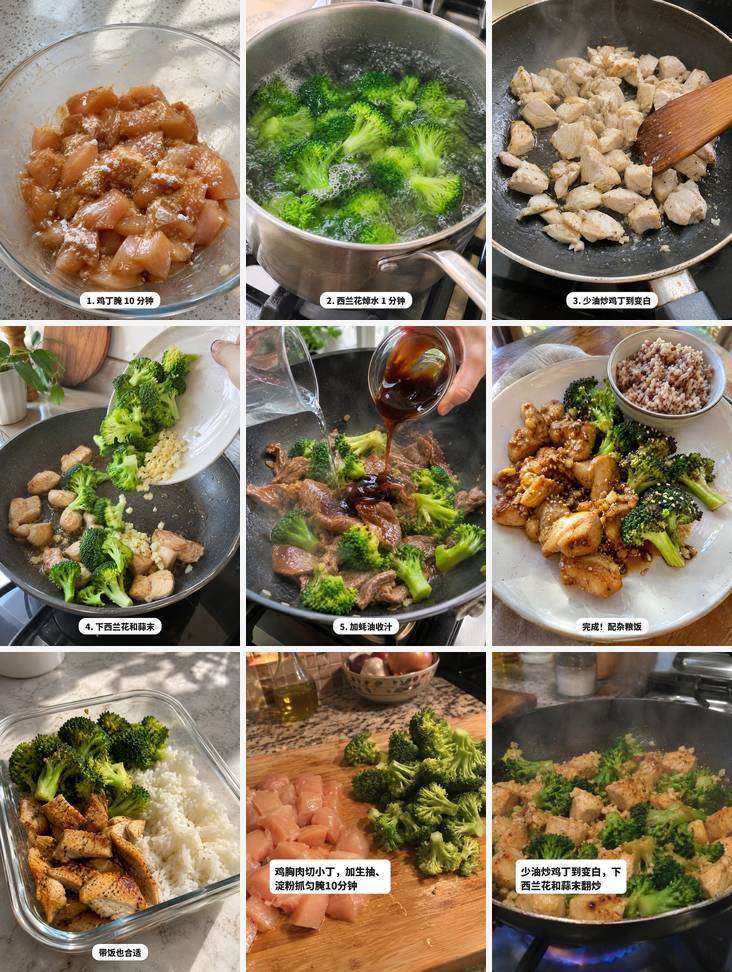 1. 鸡丁腌 10 分钟
2. 西兰花焯水 1 分钟
3. 少油炒鸡丁到变白
4. 下西兰花和蒜末
5. 加蚝油收汁
完成！配杂粮饭
带饭也合适
鸡胸肉切小丁，加生抽、
淀粉抓匀腌10分钟
少油炒鸡丁到变白，下
西兰花和蒜末翻炒